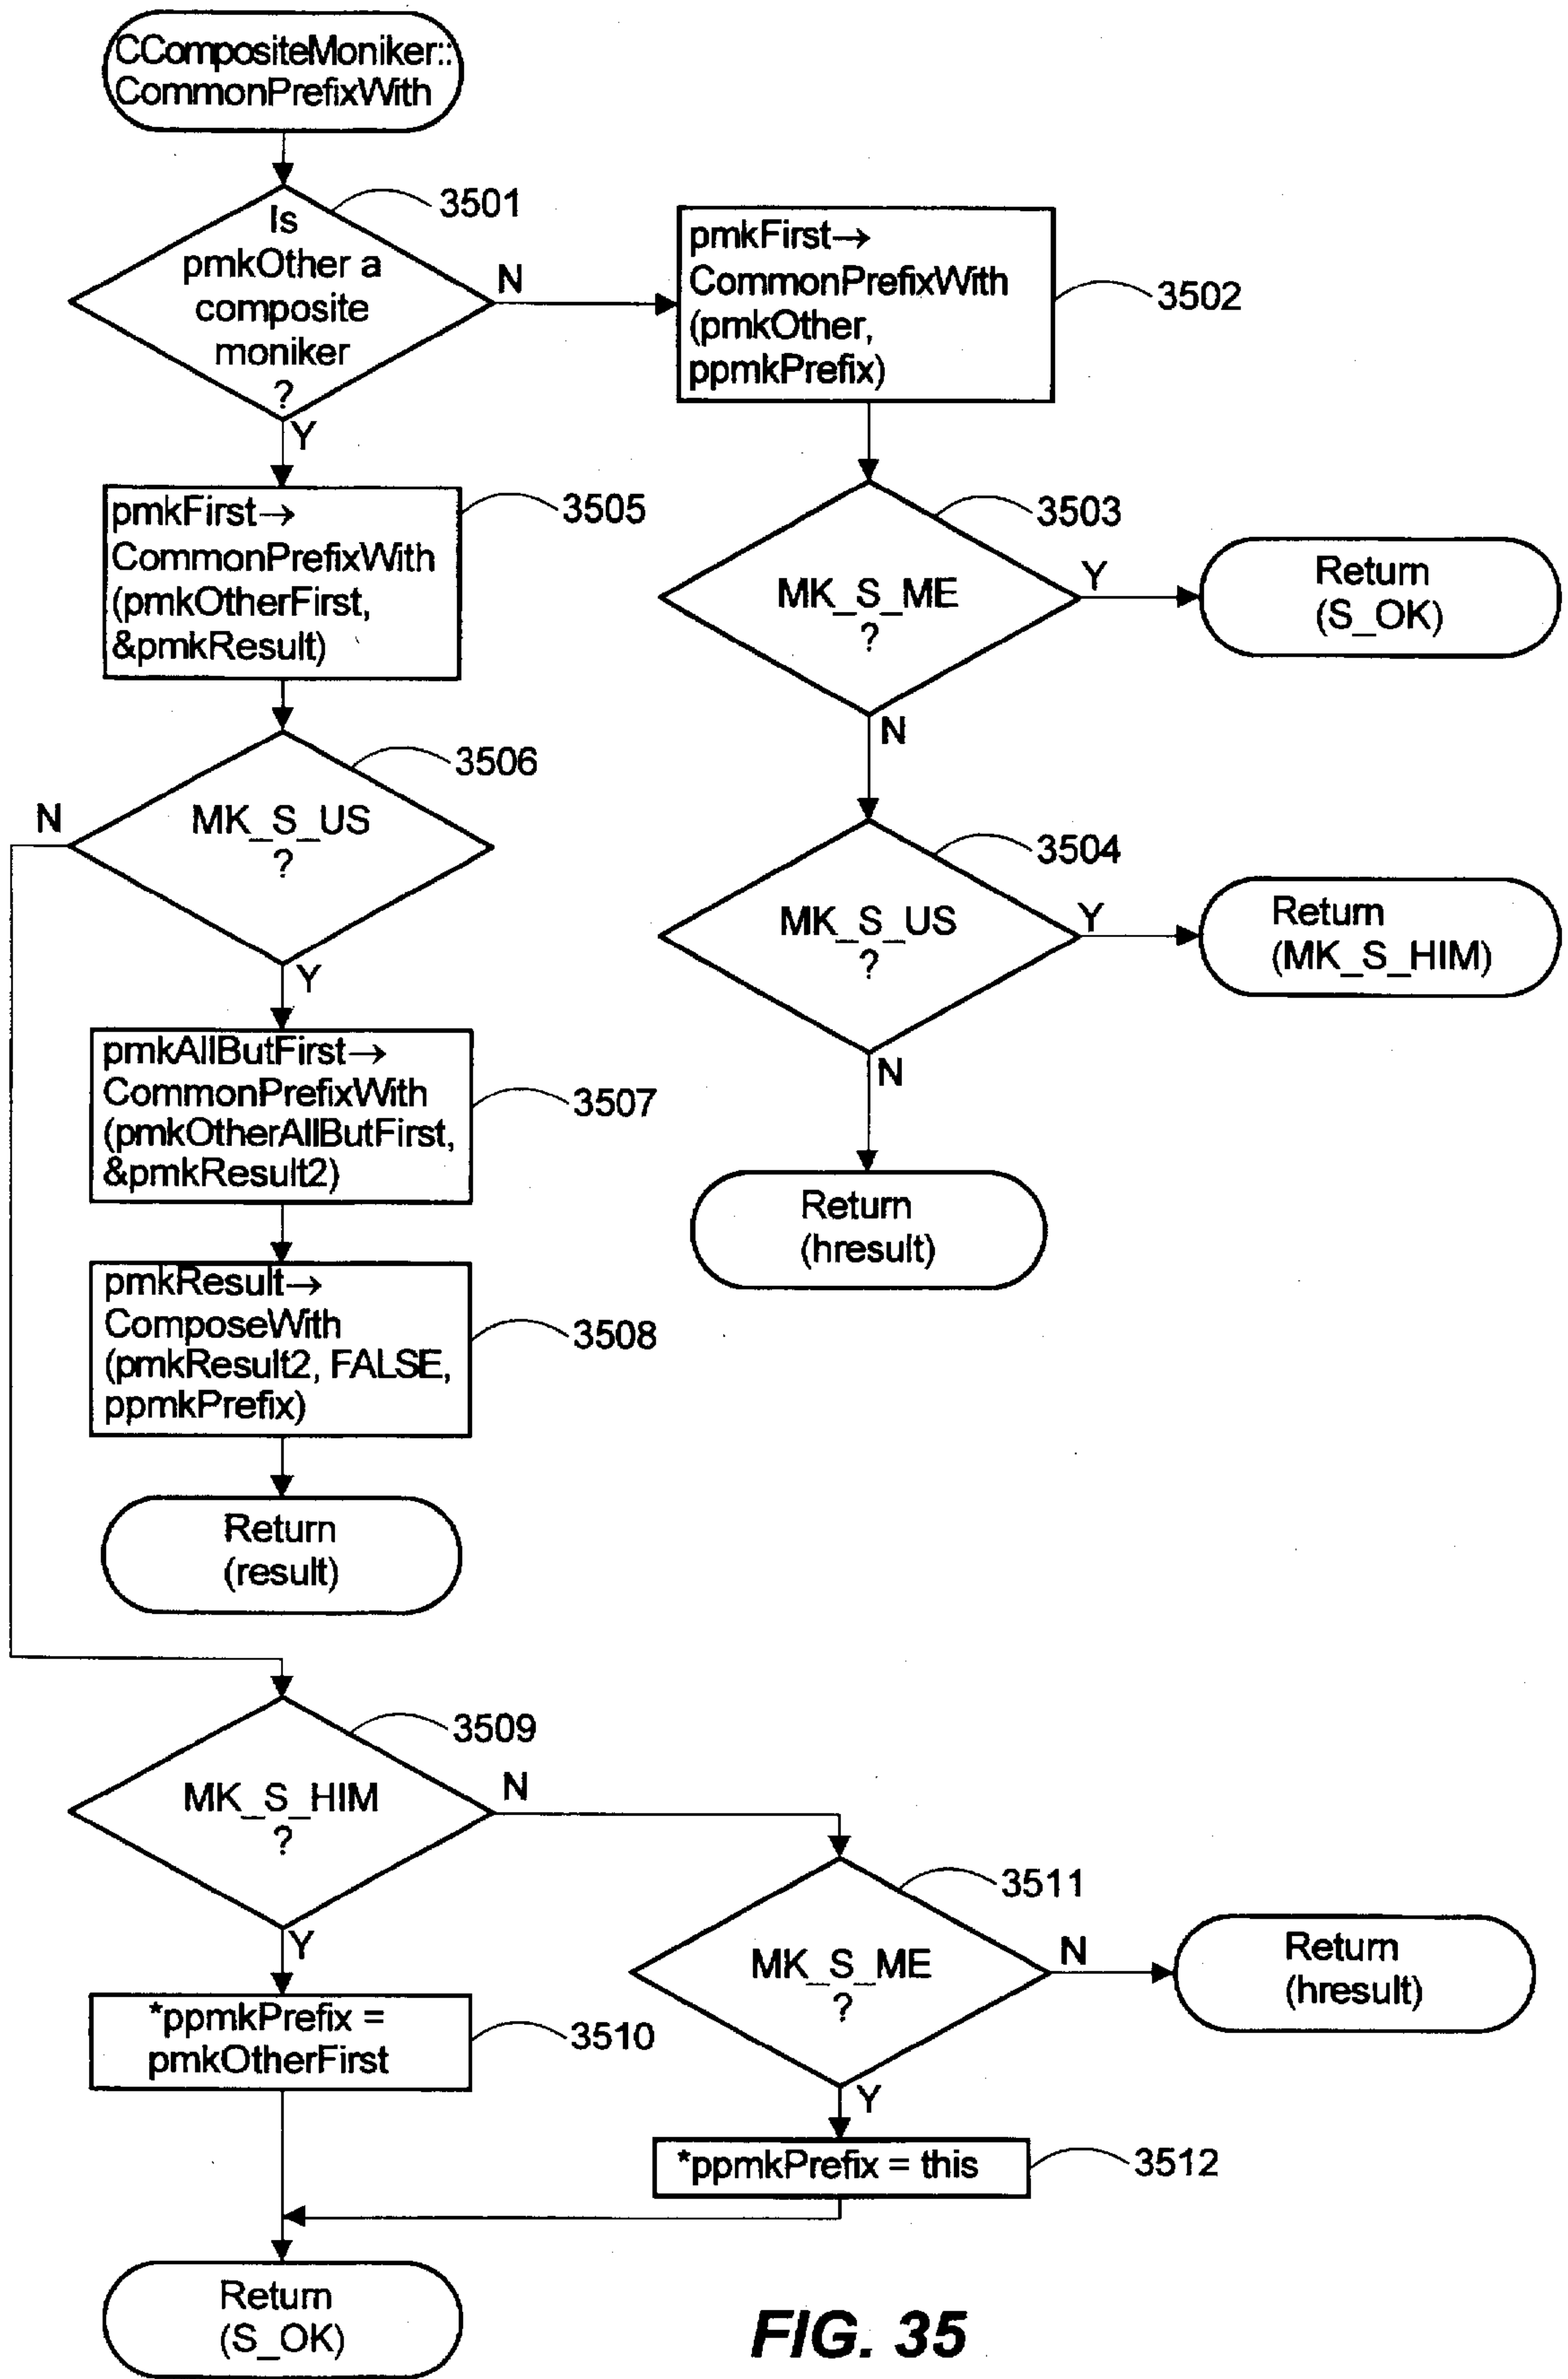 CCompositeMoniker::
CommonPrefixWith
3501
Is
pmkOther a
composite
moniker
?
N
Y
pmkFirst→
CommonPrefixWith
(pmkOther,
ppmkPrefix)
3502
3503
MK_S_ME
?
Y
Return
(S_OK)
N
3504
MK_S_US
?
Y
Return
(MK_S_HIM)
N
Return
(hresult)
pmkFirst→
CommonPrefixWith
(pmkOtherFirst,
&pmkResult)
3505
3506
N
MK_S_US
?
Y
pmkAllButFirst→
CommonPrefixWith
(pmkOtherAllButFirst,
&pmkResult2)
3507
pmkResult→
ComposeWith
(pmkResult2, FALSE,
ppmkPrefix)
3508
Return
(result)
3509
MK_S_HIM
?
N
Y
*ppmkPrefix =
pmkOtherFirst
3510
3511
MK_S_ME
?
N
Return
(hresult)
Y
*ppmkPrefix = this
3512
Return
(S_OK)
FIG. 35